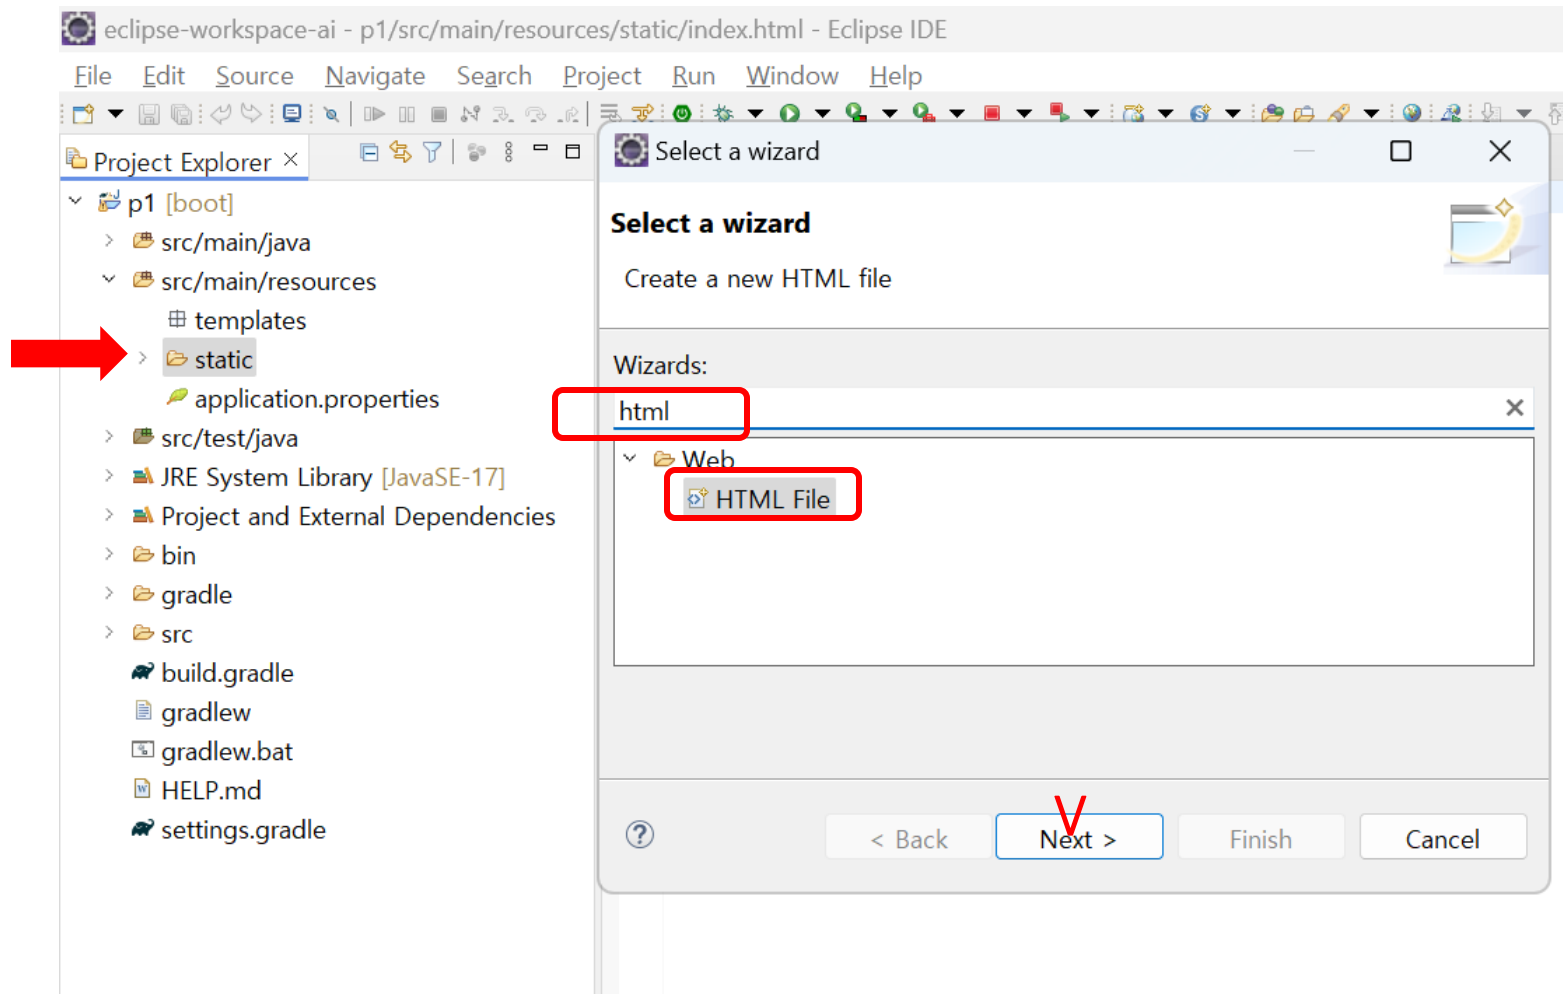 eclipse-workspace-ai - p1/src/main/resources/static/index.html - Eclipse IDE
File Edit Source Navigate Search Project Run Window Help
Project Explorer
p1 [boot]
src/main/java
src/main/resources
templates
static
application.properties
src/test/java
JRE System Library [JavaSE-17]
Project and External Dependencies
bin
gradle
src
build.gradle
gradlew
gradlew.bat
HELP.md
settings.gradle
Select a wizard
Select a wizard
Create a new HTML file
Wizards:
html
Web
HTML File
V
? < Back Next > Finish Cancel